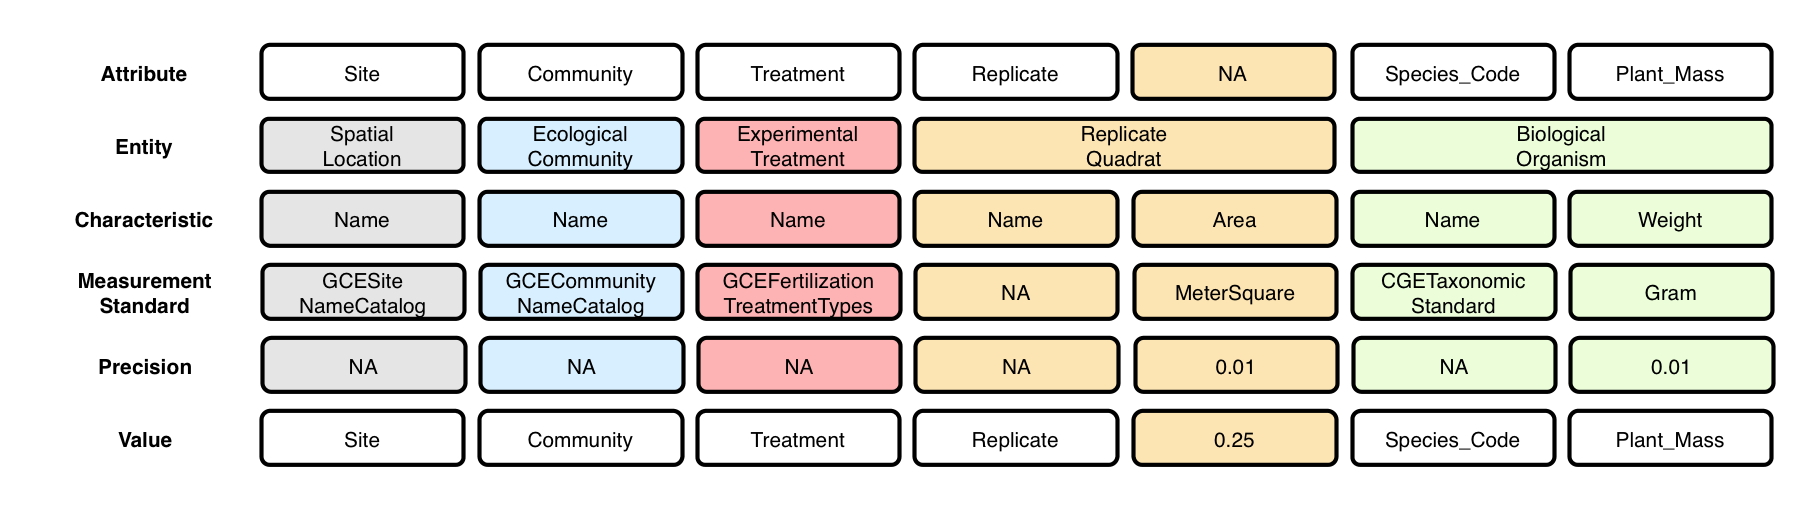 Attribute Site Community Treatment Replicate NA Species_Code Plant_Mass
Entity Spatial Location Ecological Community Experimental Treatment Replicate Quadrat Biological Organism
Characteristic Name Name Name Name Area Name Weight
Measurement Standard GCESite NameCatalog GCECommunity NameCatalog GCEFertilization TreatmentTypes NA MeterSquare CGETaxonomic Standard Gram
Precision NA NA NA NA 0.01 NA 0.01
Value Site Community Treatment Replicate 0.25 Species_Code Plant_Mass